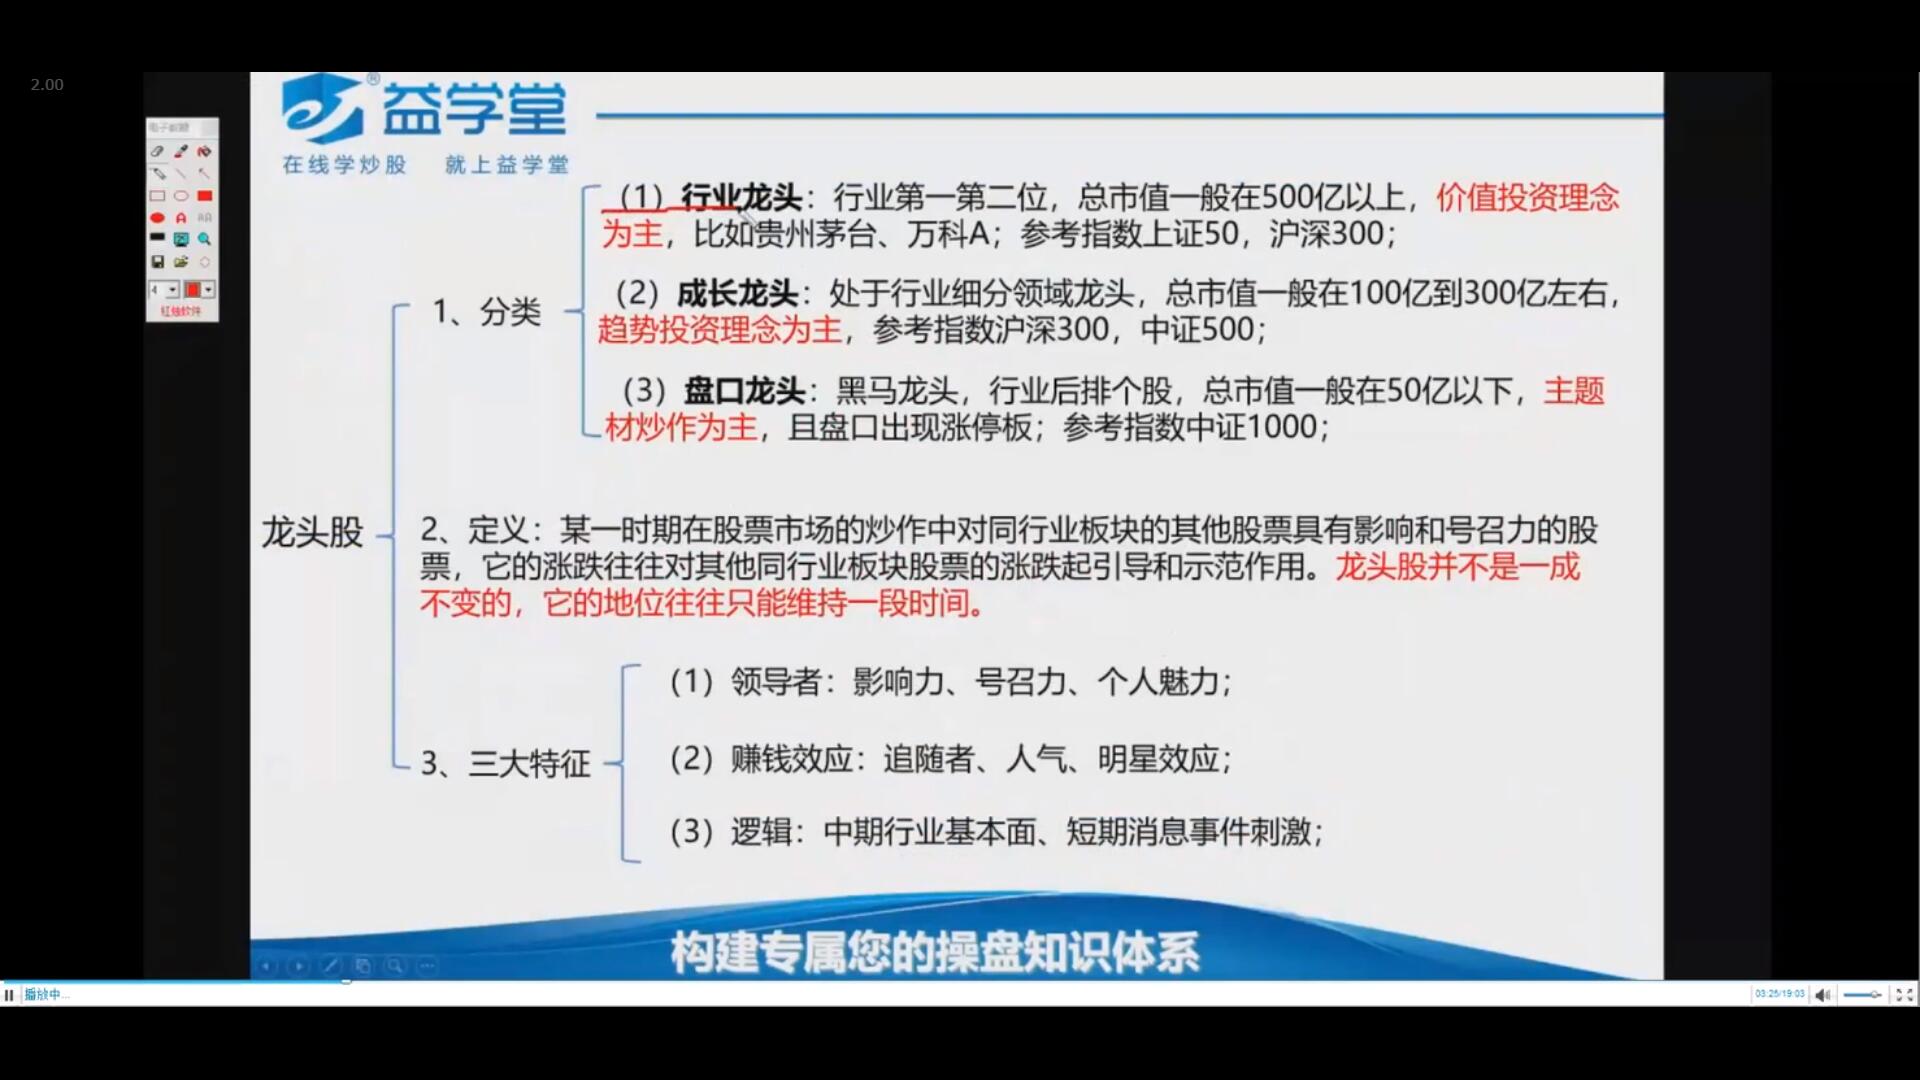 2.00
益学堂®
在线学炒股 就上益学堂
（1）行业龙头：行业第一第二位，总市值一般在500亿以上，价值投资理念
为主，比如贵州茅台、万科A；参考指数上证50，沪深300；
（2）成长龙头：处于行业细分领域龙头，总市值一般在100亿到300亿左右，
趋势投资理念为主，参考指数沪深300，中证500；
（3）盘口龙头：黑马龙头，行业后排个股，总市值一般在50亿以下，主题
材炒作为主，且盘口出现涨停板；参考指数中证1000；
1、分类
龙头股
2、定义：某一时期在股票市场的炒作中对同行业板块的其他股票具有影响和号召力的股
票，它的涨跌往往对其他同行业板块股票的涨跌起引导和示范作用。龙头股并不是一成
不变的，它的地位往往只能维持一段时间。
3、三大特征
（1）领导者：影响力、号召力、个人魅力；
（2）赚钱效应：追随者、人气、明星效应；
（3）逻辑：中期行业基本面、短期消息事件刺激；
构建专属您的操盘知识体系
播放中...
03:25/19:03